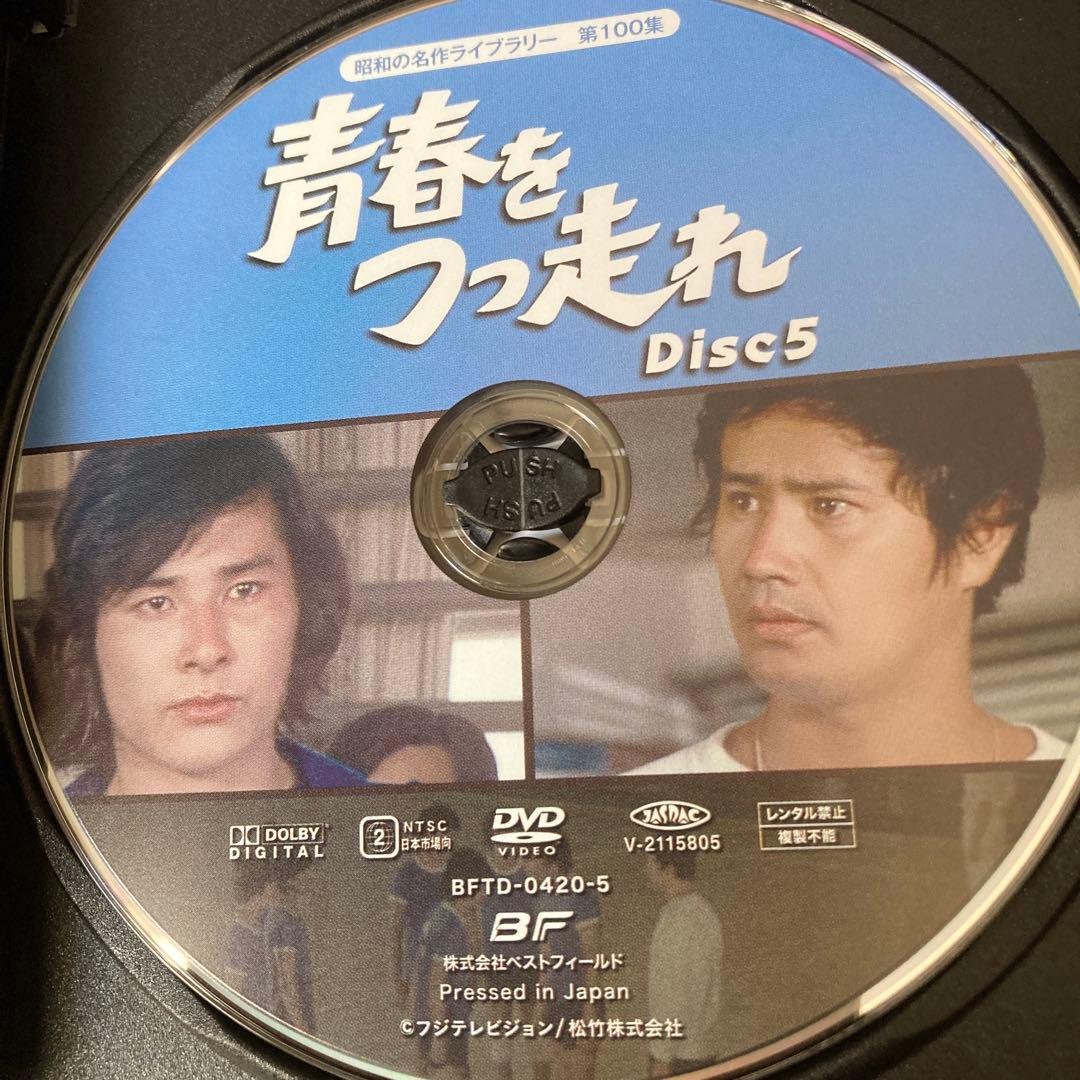 昭和の名作ライブラリー 第100集
青春を
つっ走れ
Disc5
PUSH
PUSH
DOLBY
DIGITAL
2
NTSC
日本市場向
DVD
VIDEO
JASRAC
V-2115805
レンタル禁止
複製不能
BFTD-0420-5
BF
株式会社ベストフィールド
Pressed in Japan
©フジテレビジョン/松竹株式会社